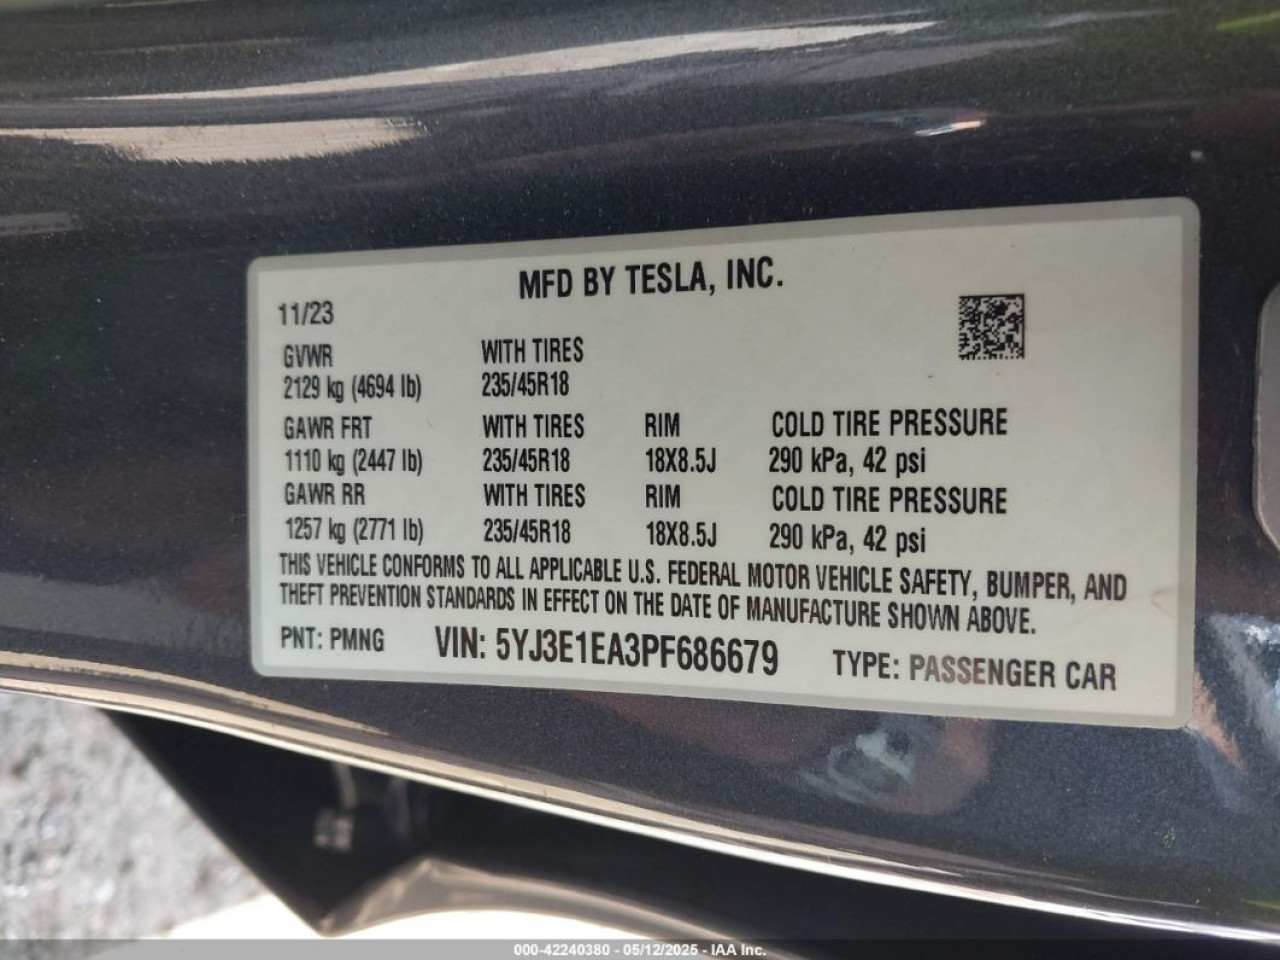 MFD BY TESLA, INC.
11/23
GVWR WITH TIRES
2129 kg (4694 lb) 235/45R18
GAWR FRT WITH TIRES RIM COLD TIRE PRESSURE
1110 kg (2447 lb) 235/45R18 18X8.5J 290 kPa, 42 psi
GAWR RR WITH TIRES RIM COLD TIRE PRESSURE
1257 kg (2771 lb) 235/45R18 18X8.5J 290 kPa, 42 psi
THIS VEHICLE CONFORMS TO ALL APPLICABLE U.S. FEDERAL MOTOR VEHICLE SAFETY, BUMPER, AND
THEFT PREVENTION STANDARDS IN EFFECT ON THE DATE OF MANUFACTURE SHOWN ABOVE.
PNT: PMNG VIN: 5YJ3E1EA3PF686679 TYPE: PASSENGER CAR
000-42240380 - 05/12/2025 - IAA Inc.